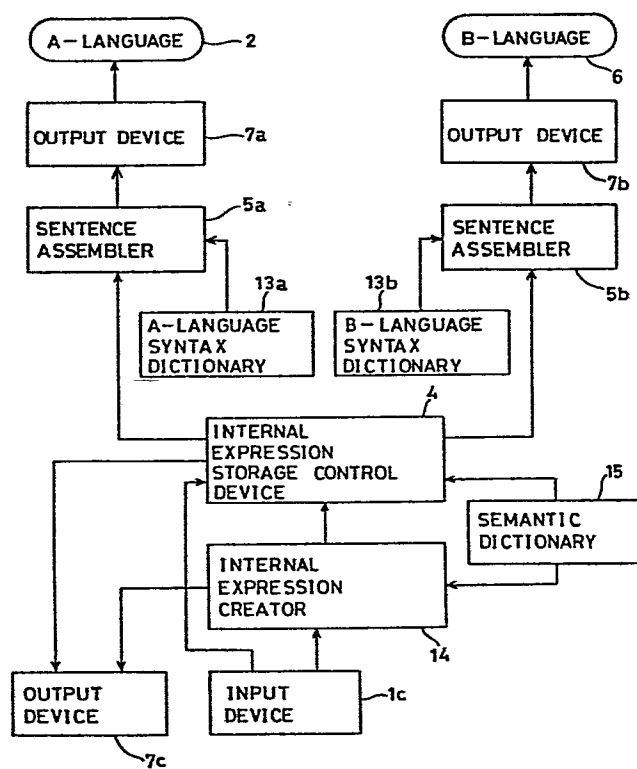 A-LANGUAGE
2
B-LANGUAGE
6
OUTPUT DEVICE
7a
OUTPUT DEVICE
7b
5a
SENTENCE
ASSEMBLER
SENTENCE
ASSEMBLER
5b
13a
A-LANGUAGE
SYNTAX
DICTIONARY
13b
B-LANGUAGE
SYNTAX
DICTIONARY
4
INTERNAL
EXPRESSION
STORAGE CONTROL
DEVICE
15
SEMANTIC
DICTIONARY
INTERNAL
EXPRESSION
CREATOR
14
OUTPUT
DEVICE
7c
INPUT
DEVICE
1c